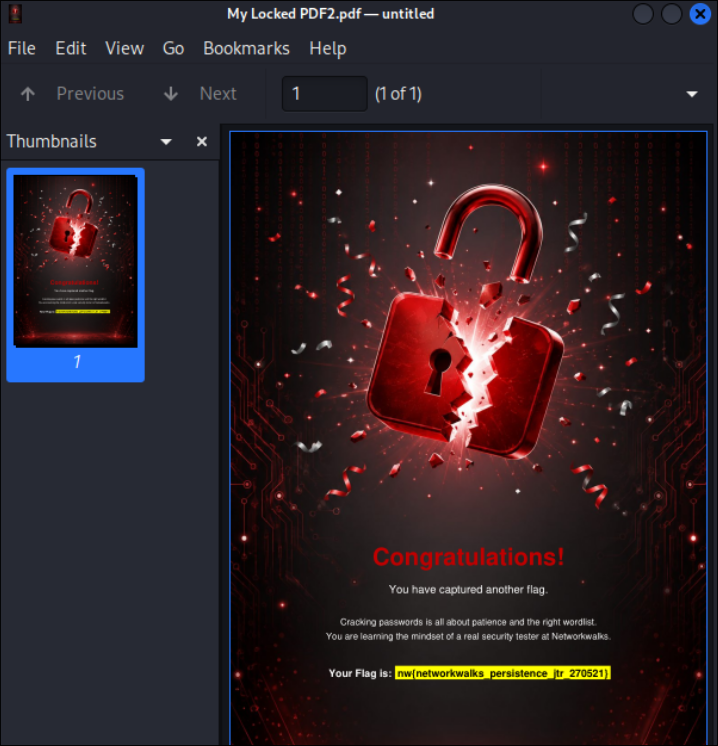 My Locked PDF2.pdf — untitled
File Edit View Go Bookmarks Help
Previous Next 1 (1 of 1)
Thumbnails
1
Congratulations!
You have captured another flag.
Cracking passwords is all about patience and the right wordlist.
You are learning the mindset of a real security tester at Networkwalks.
Your Flag is: nw{networkwalks_persistence_jtr_270521}